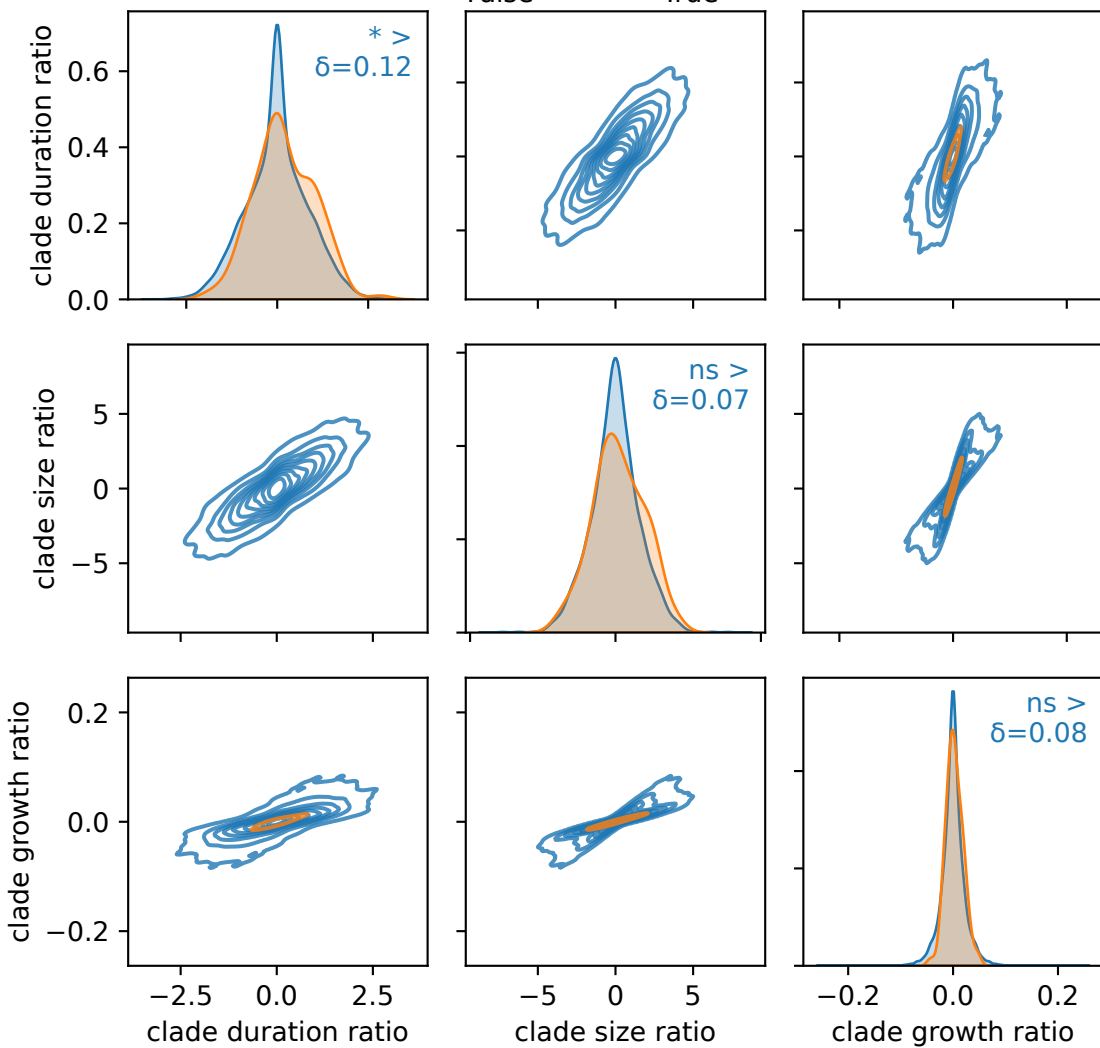 clade duration ratio
0.6
0.4
0.2
0.0
* >
δ=0.12
clade size ratio
5
0
−5
ns >
δ=0.07
clade growth ratio
0.2
0.0
−0.2
ns >
δ=0.08
−2.5 0.0 2.5
clade duration ratio
−5 0 5
clade size ratio
−0.2 0.0 0.2
clade growth ratio